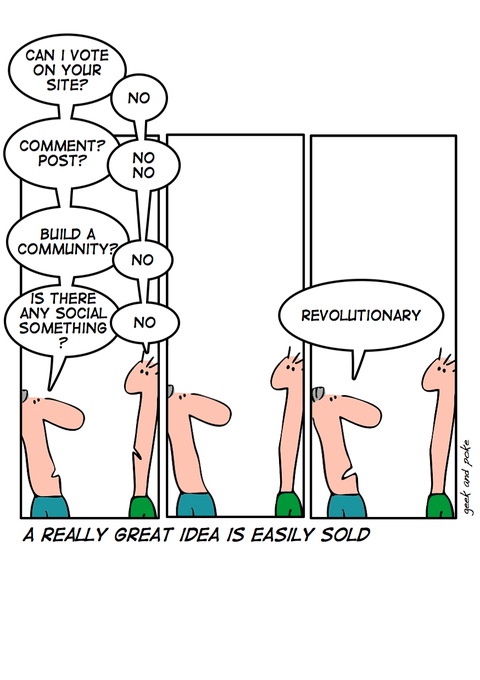 CAN I VOTE
ON YOUR
SITE?
NO
COMMENT?
POST?
NO
NO
BUILD A
COMMUNITY?
NO
IS THERE
ANY SOCIAL
SOMETHING
?
NO
REVOLUTIONARY
geek and poke
A REALLY GREAT IDEA IS EASILY SOLD